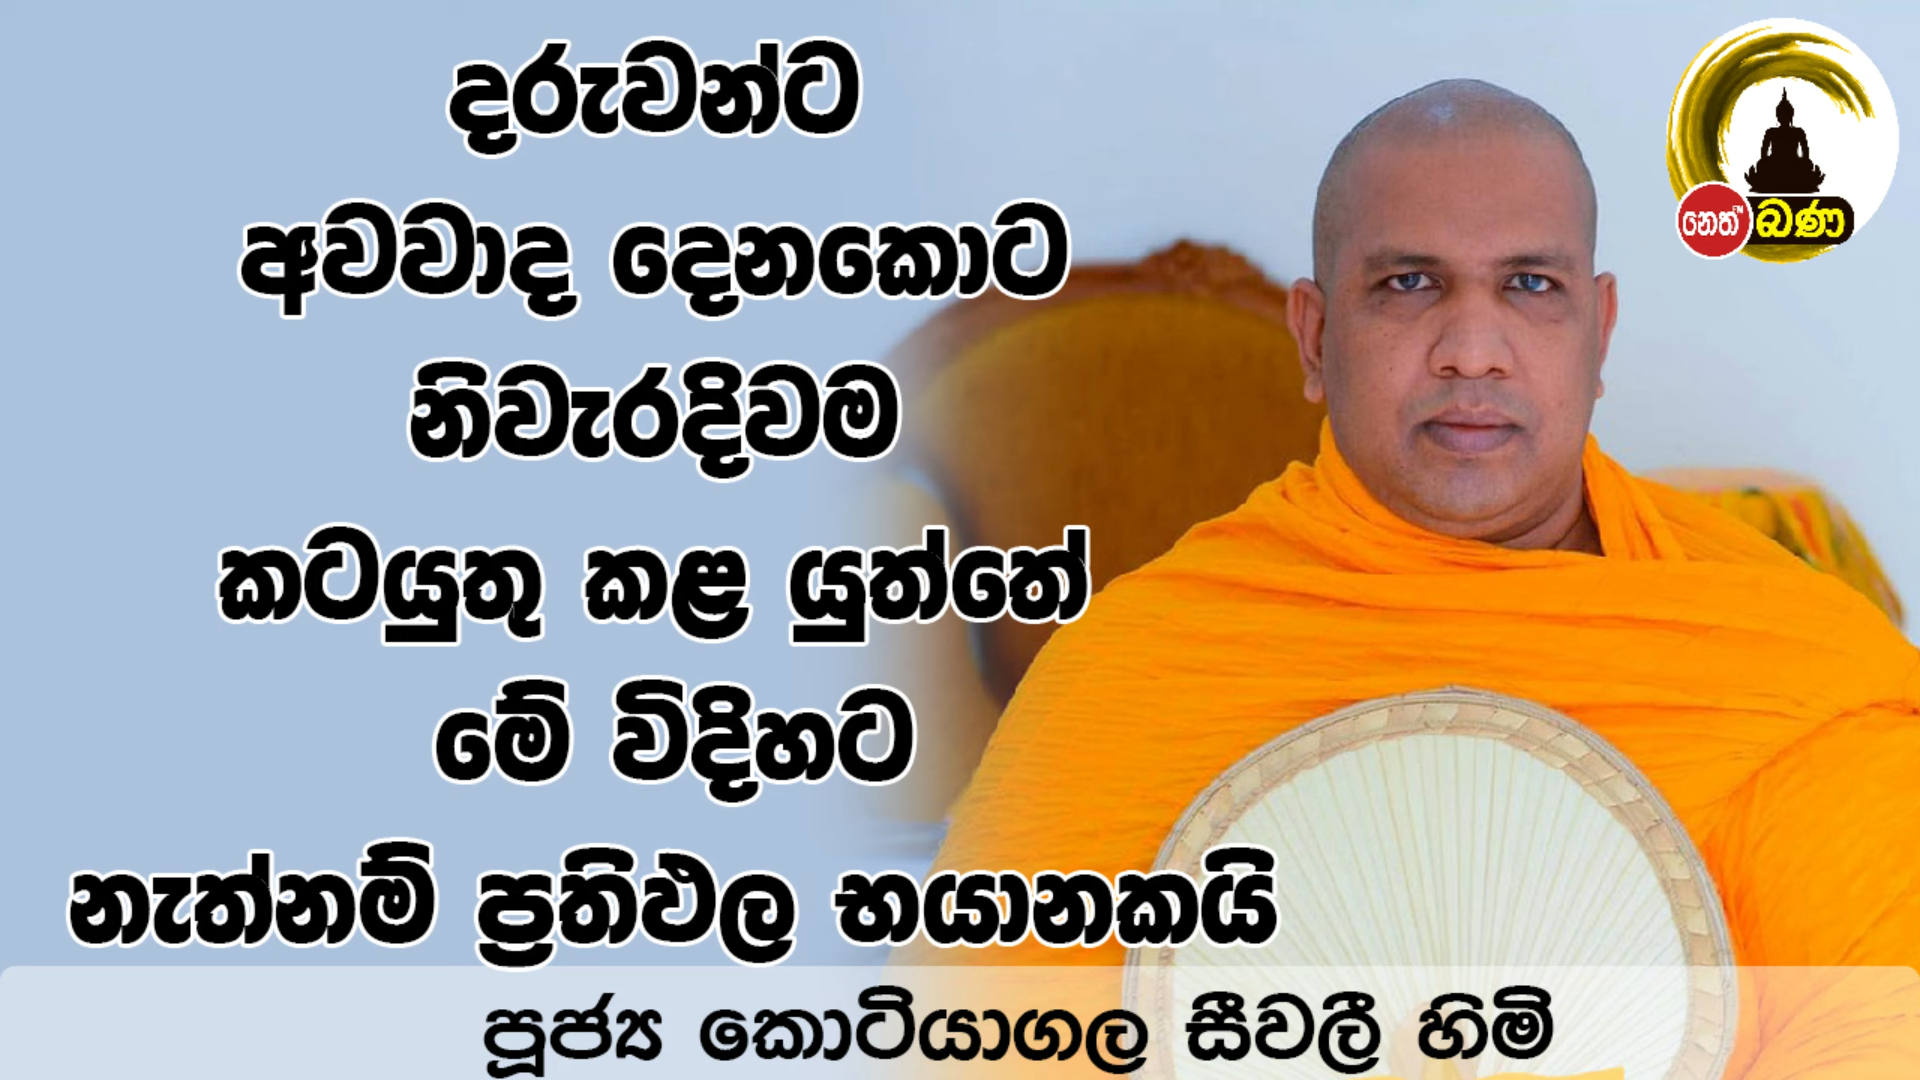 දරුවන්ට
අවවාද දෙනකොට
නිවැරදිවම
කටයුතු කළ යුත්තේ
මේ විදිහට
නැත්නම් ප්‍රතිඵල භයානකයි
පූජ්‍ය කොටියාගල සීවලී හිමි
නෙත් බණ